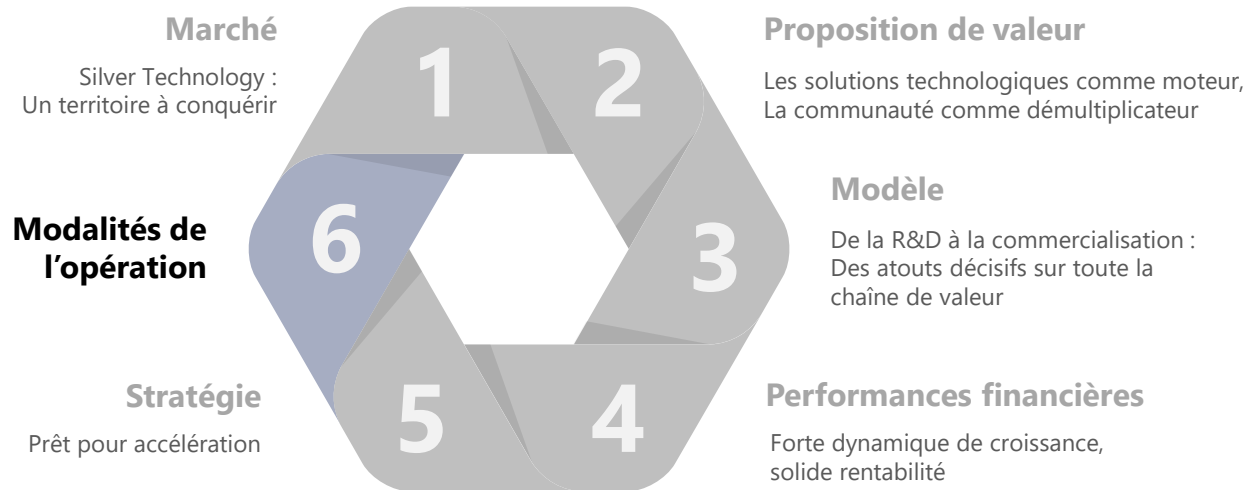 1
Marché
Silver Technology :
Un territoire à conquérir
2
Proposition de valeur
Les solutions technologiques comme moteur,
La communauté comme démultiplicateur
3
Modèle
De la R&D à la commercialisation :
Des atouts décisifs sur toute la
chaîne de valeur
4
Performances financières
Forte dynamique de croissance,
solide rentabilité
5
Stratégie
Prêt pour accélération
6
Modalités de
l’opération